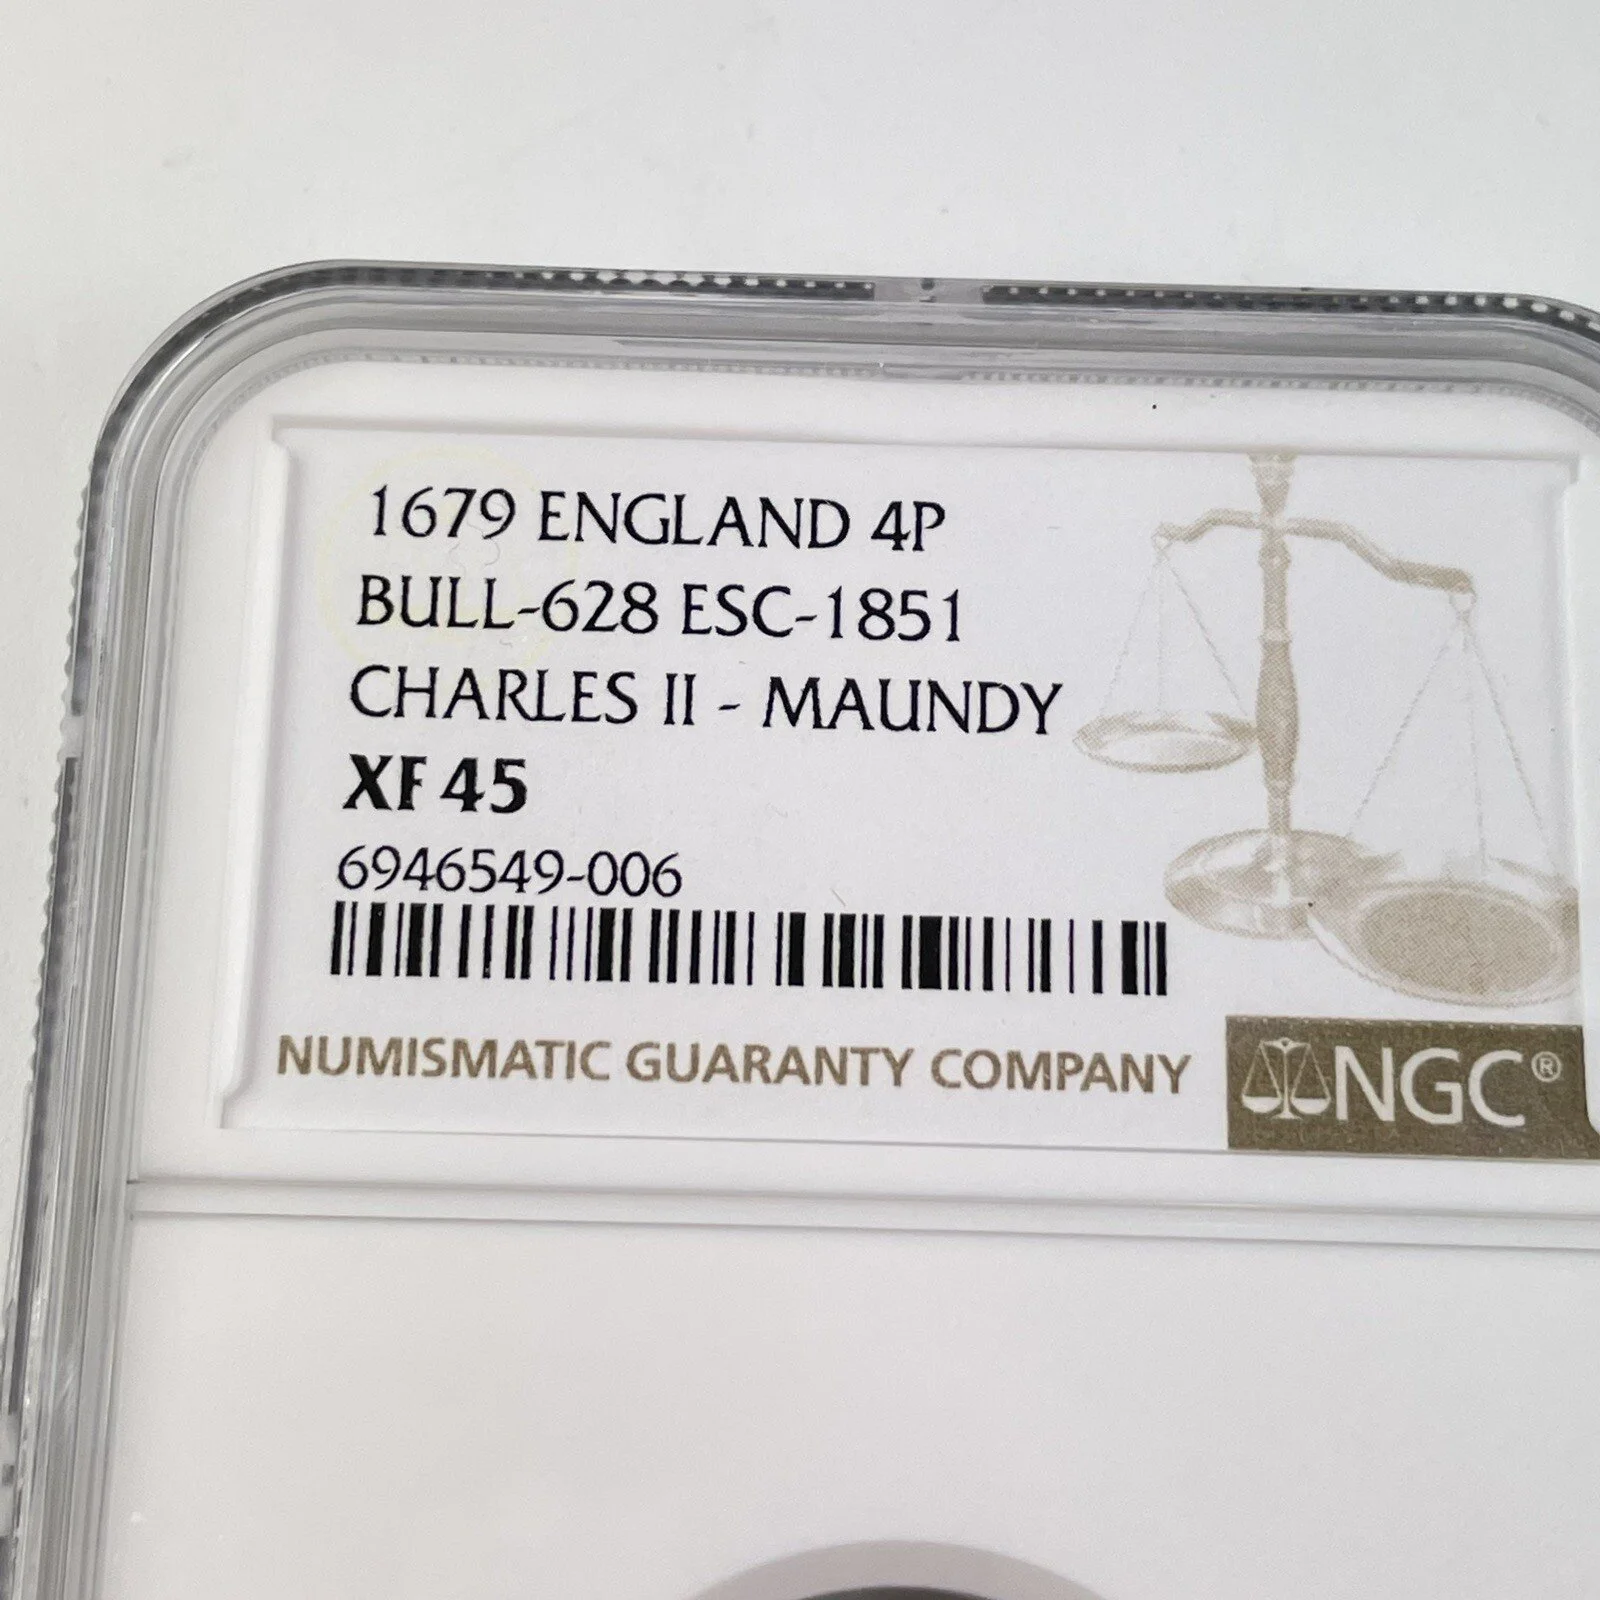 1679 ENGLAND 4P
BULL-628 ESC-1851
CHARLES II - MAUNDY
XF 45
6946549-006
NUMISMATIC GUARANTY COMPANY
NGC®